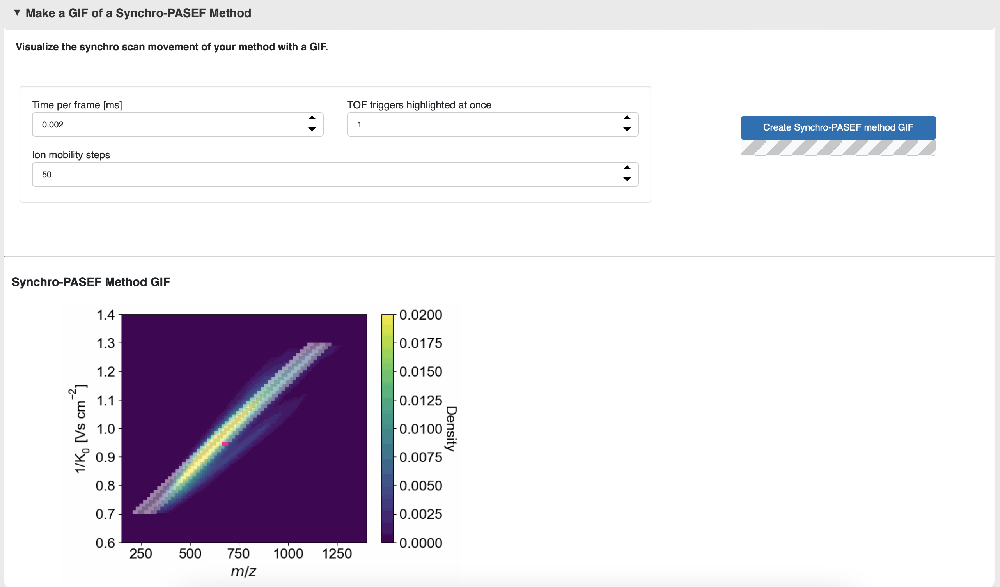 ▼ Make a GIF of a Synchro-PASEF Method
Visualize the synchro scan movement of your method with a GIF.
Time per frame [ms]
TOF triggers highlighted at once
0.002
1
Create Synchro-PASEF method GIF
Ion mobility steps
50
Synchro-PASEF Method GIF
1.4
1.3
1.2
1.1
1.0
0.9
0.8
0.7
0.6
1/K₀ [Vs cm⁻²]
250 500 750 1000 1250
m/z
0.0200
0.0175
0.0150
0.0125
0.0100
0.0075
0.0050
0.0025
0.0000
Density